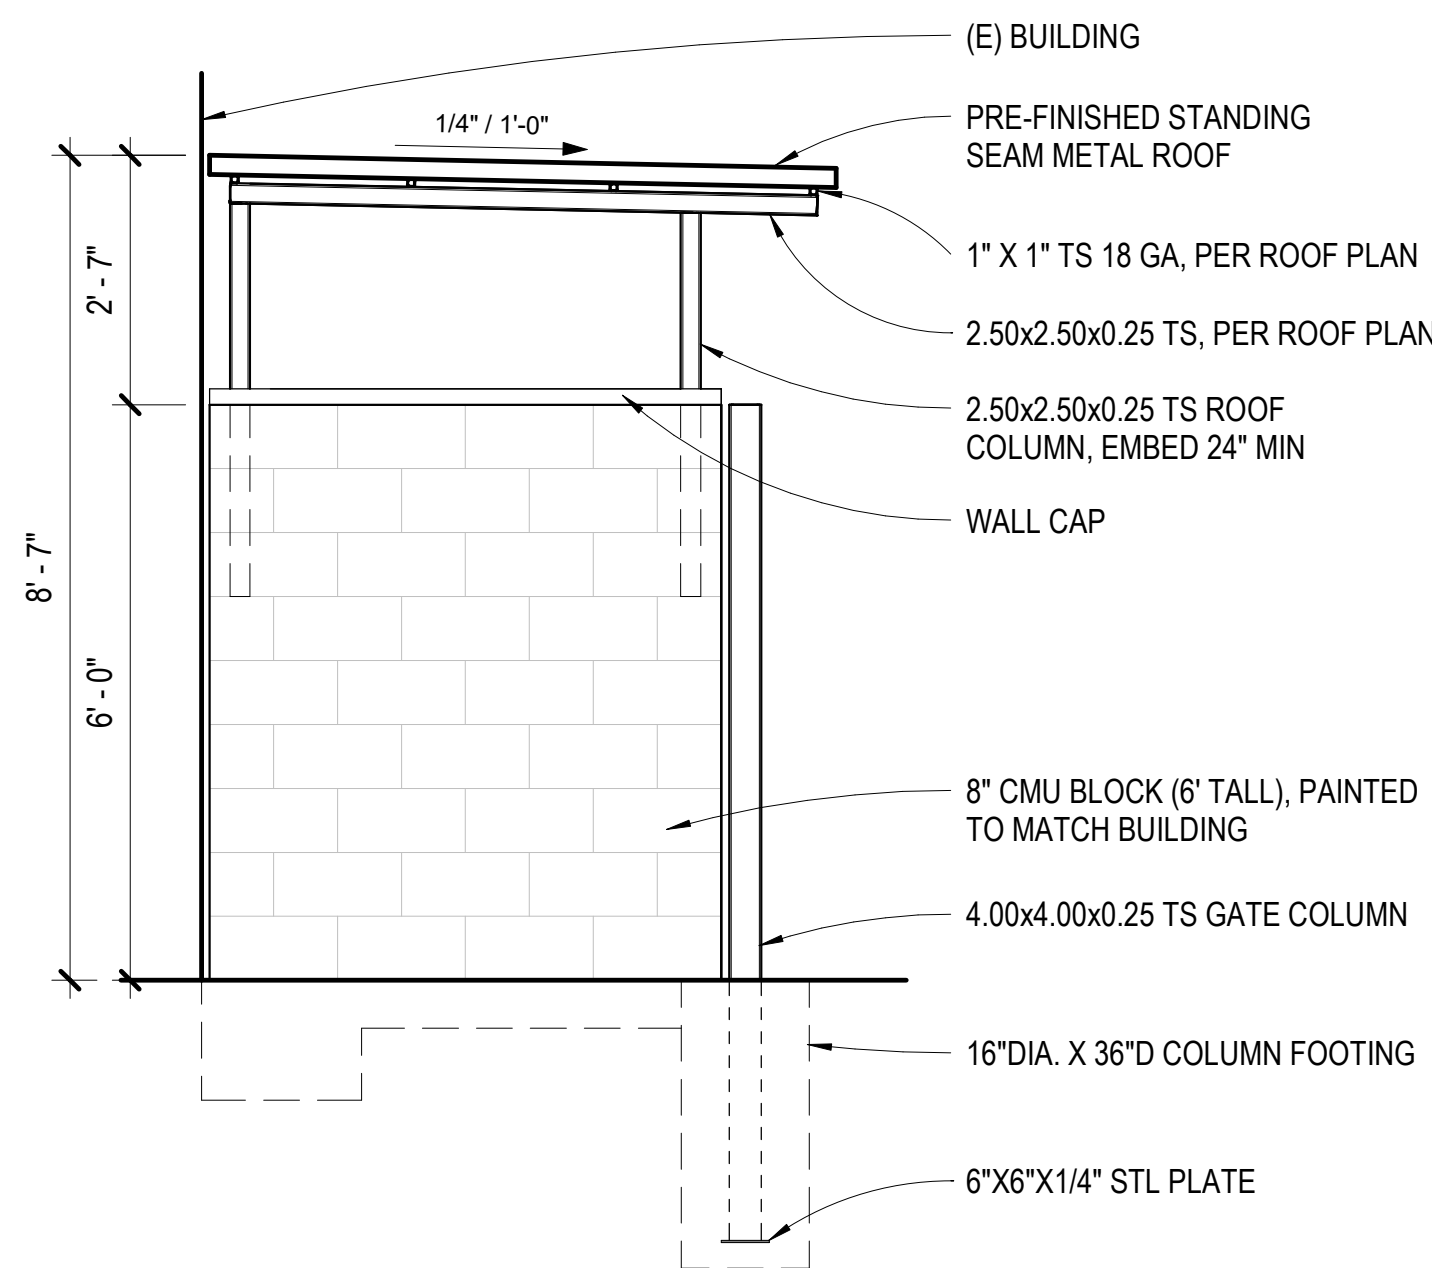 (E) BUILDING
1/4" / 1'-0"
PRE-FINISHED STANDING
SEAM METAL ROOF
1" X 1" TS 18 GA, PER ROOF PLAN
2.50x2.50x0.25 TS, PER ROOF PLAN
2.50x2.50x0.25 TS ROOF
COLUMN, EMBED 24" MIN
WALL CAP
2' - 7"
8' - 7"
6' - 0"
8" CMU BLOCK (6' TALL), PAINTED
TO MATCH BUILDING
4.00x4.00x0.25 TS GATE COLUMN
16"DIA. X 36"D COLUMN FOOTING
6"X6"X1/4" STL PLATE